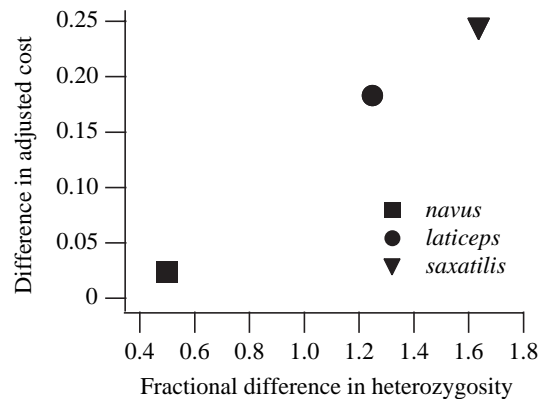 Difference in adjusted cost
0.25
0.20
0.15
0.10
0.05
0
navus
laticeps
saxatilis
0.4 0.6 0.8 1.0 1.2 1.4 1.6 1.8
Fractional difference in heterozygosity